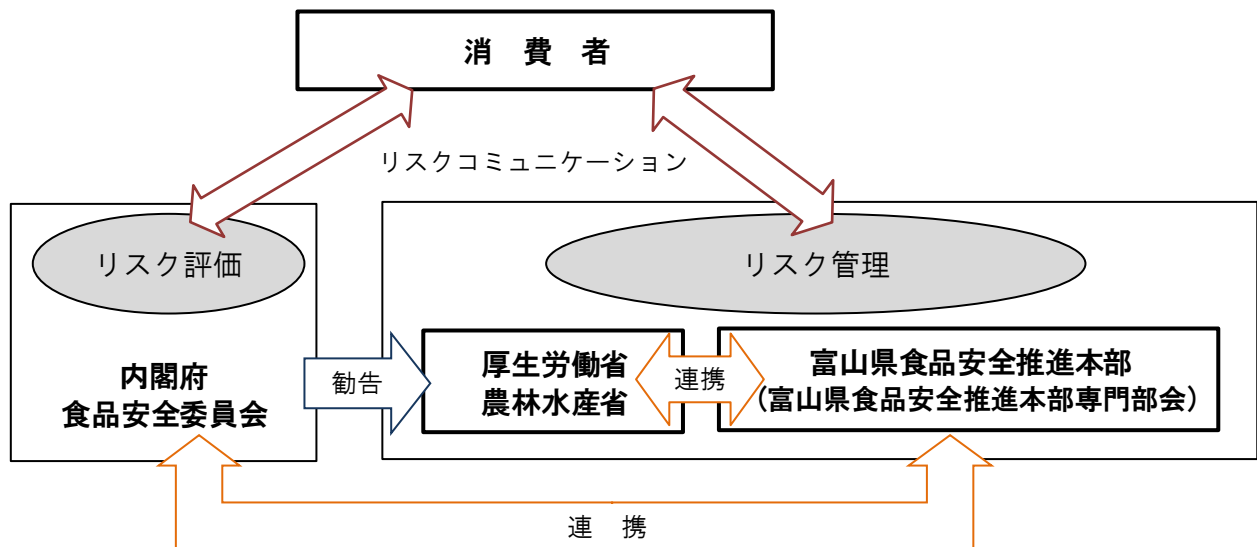 消　費　者
リスクコミュニケーション
リスク評価
リスク管理
内閣府
食品安全委員会
勧告
厚生労働省
農林水産省
連携
富山県食品安全推進本部
（富山県食品安全推進本部専門部会）
連　携